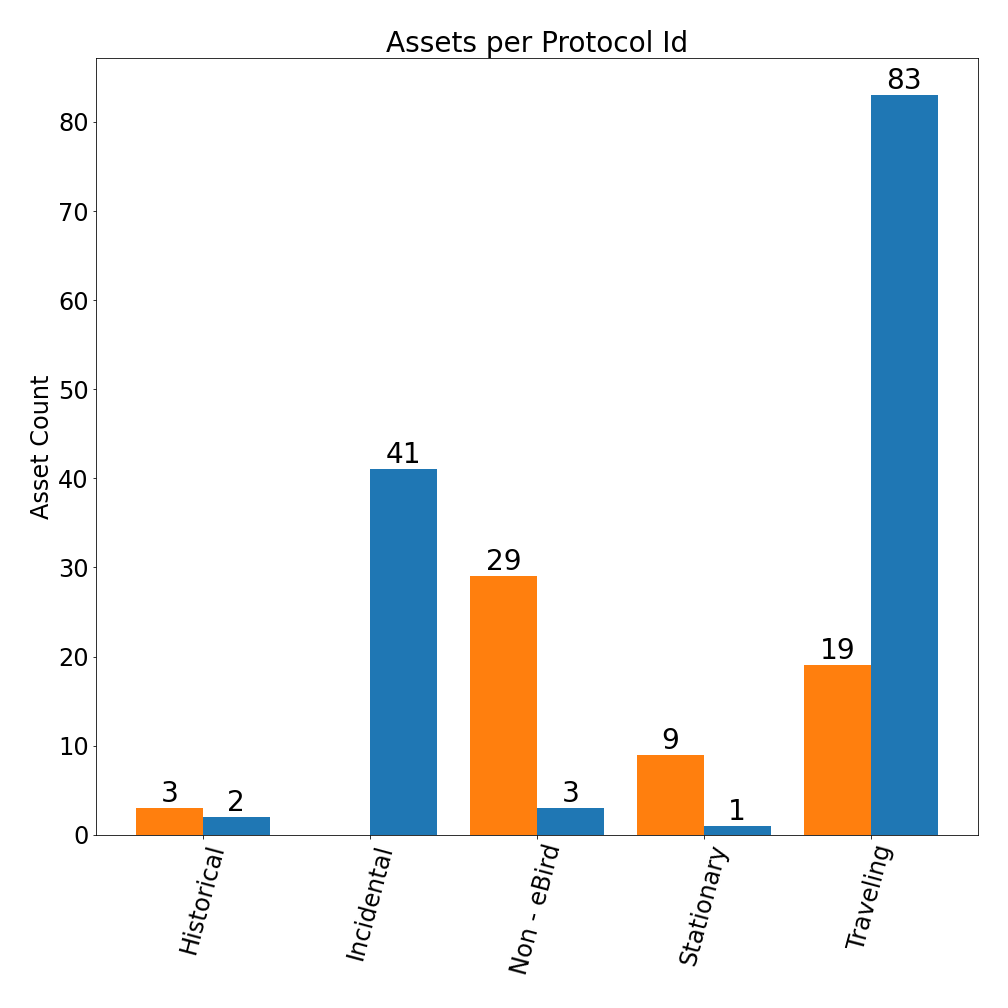 Assets per Protocol Id
Asset Count
80
70
60
50
40
30
20
10
0
3
2
41
29
3
9
1
19
83
Historical
Incidental
Non - eBird
Stationary
Traveling